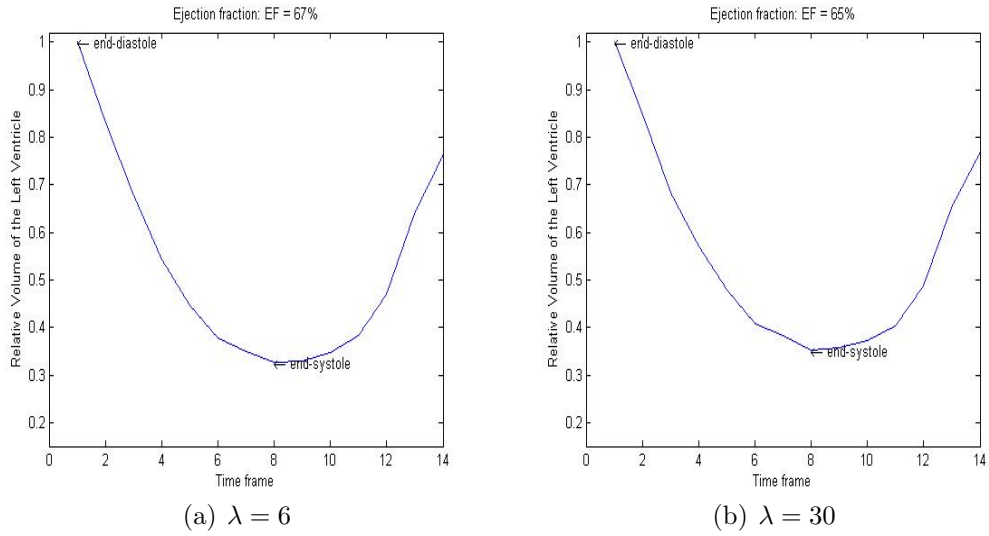 Ejection fraction: EF = 67%
Relative Volume of the Left Ventricle
1
0.9
0.8
0.7
0.6
0.5
0.4
0.3
0.2
end-diastole
end-systole
0 2 4 6 8 10 12 14
Time frame
(a) λ = 6
Ejection fraction: EF = 65%
Relative Volume of the Left Ventricle
1
0.9
0.8
0.7
0.6
0.5
0.4
0.3
0.2
end-diastole
end-systole
0 2 4 6 8 10 12 14
Time frame
(b) λ = 30